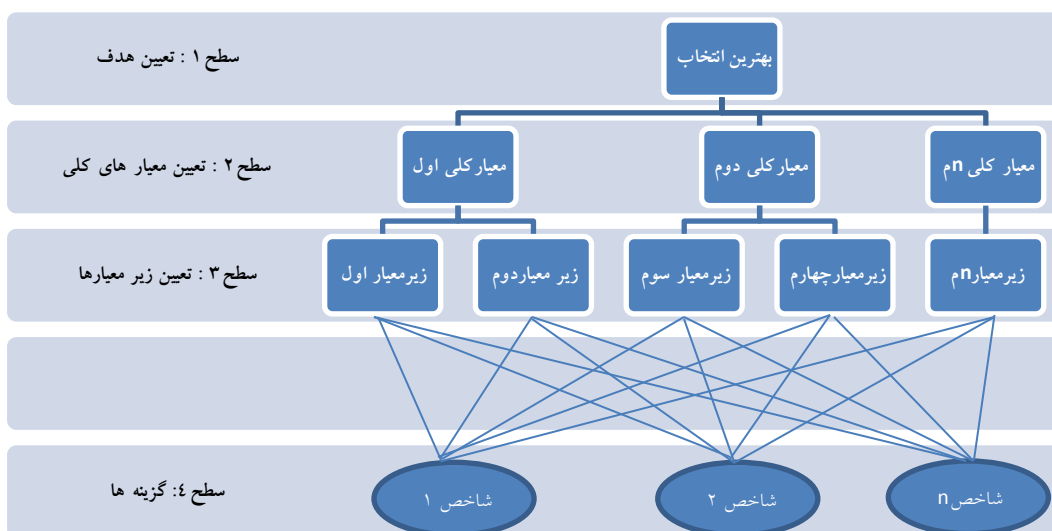 سطح ۱ : تعیین هدف
بهترین انتخاب
سطح ۲ : تعیین معیار های کلی
معیارکلی اول
معیارکلی دوم
معیار کلی nم
سطح ۳ : تعیین زیر معیارها
زیرمعیار اول
زیر معیاردوم
زیرمعیار سوم
زیرمعیارچهارم
زیرمعیارnم
سطح ٤: گزینه ها
شاخص ۱
شاخص ۲
شاخص n